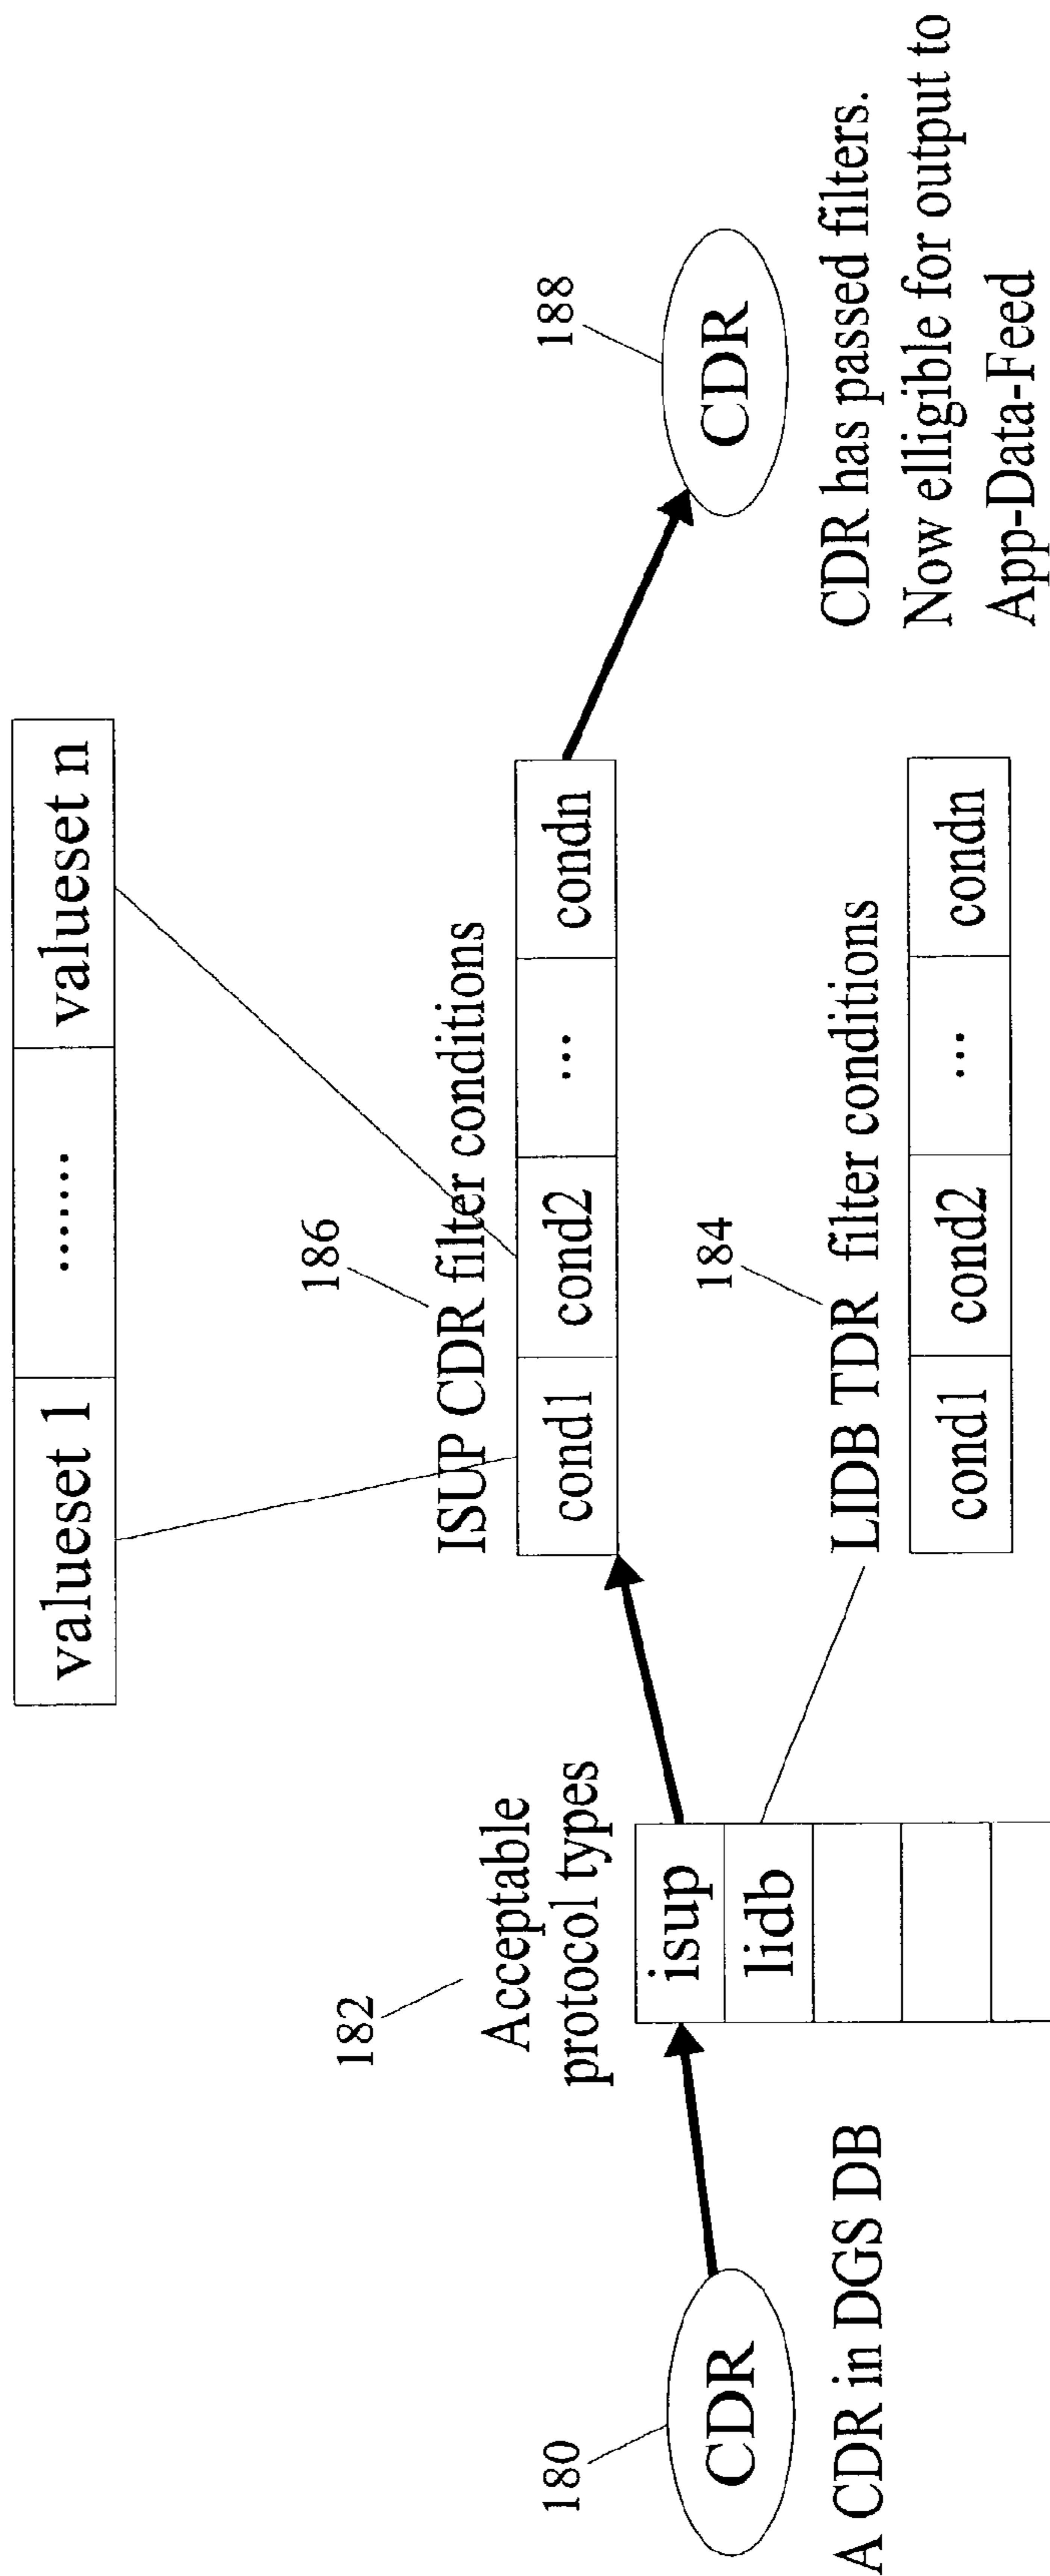 valueset 1 ....... valueset n
186
ISUP CDR filter conditions
cond1 cond2 ... condn
184
LIDB TDR filter conditions
cond1 cond2 ... condn
182
Acceptable
protocol types
isup
lidb
180
CDR
A CDR in DGS DB
188
CDR
CDR has passed filters.
Now elligible for output to
App-Data-Feed